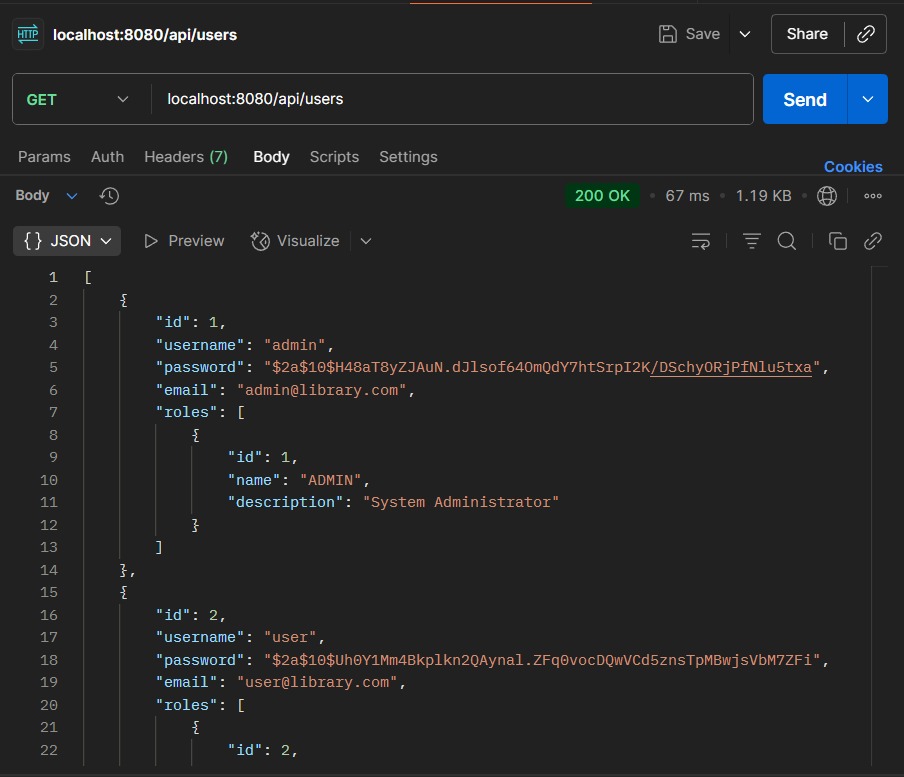 HTTP localhost:8080/api/users Save Share
GET localhost:8080/api/users Send
Params Auth Headers (7) Body Scripts Settings
Cookies
Body 200 OK 67 ms 1.19 KB
{} JSON Preview Visualize
1 [
2 {
3 "id": 1,
4 "username": "admin",
5 "password": "$2a$10$H48aT8yZJAuN.dJlsof64OmQdY7htSrpI2K/DSchyORjPfNlu5txa",
6 "email": "admin@library.com",
7 "roles": [
8 {
9 "id": 1,
10 "name": "ADMIN",
11 "description": "System Administrator"
12 }
13 ]
14 },
15 {
16 "id": 2,
17 "username": "user",
18 "password": "$2a$10$Uh0Y1Mm4Bkplkn2QAynal.ZFq0vocDQwVCd5znsTpMBwjsVbM7ZFi",
19 "email": "user@library.com",
20 "roles": [
21 {
22 "id": 2,